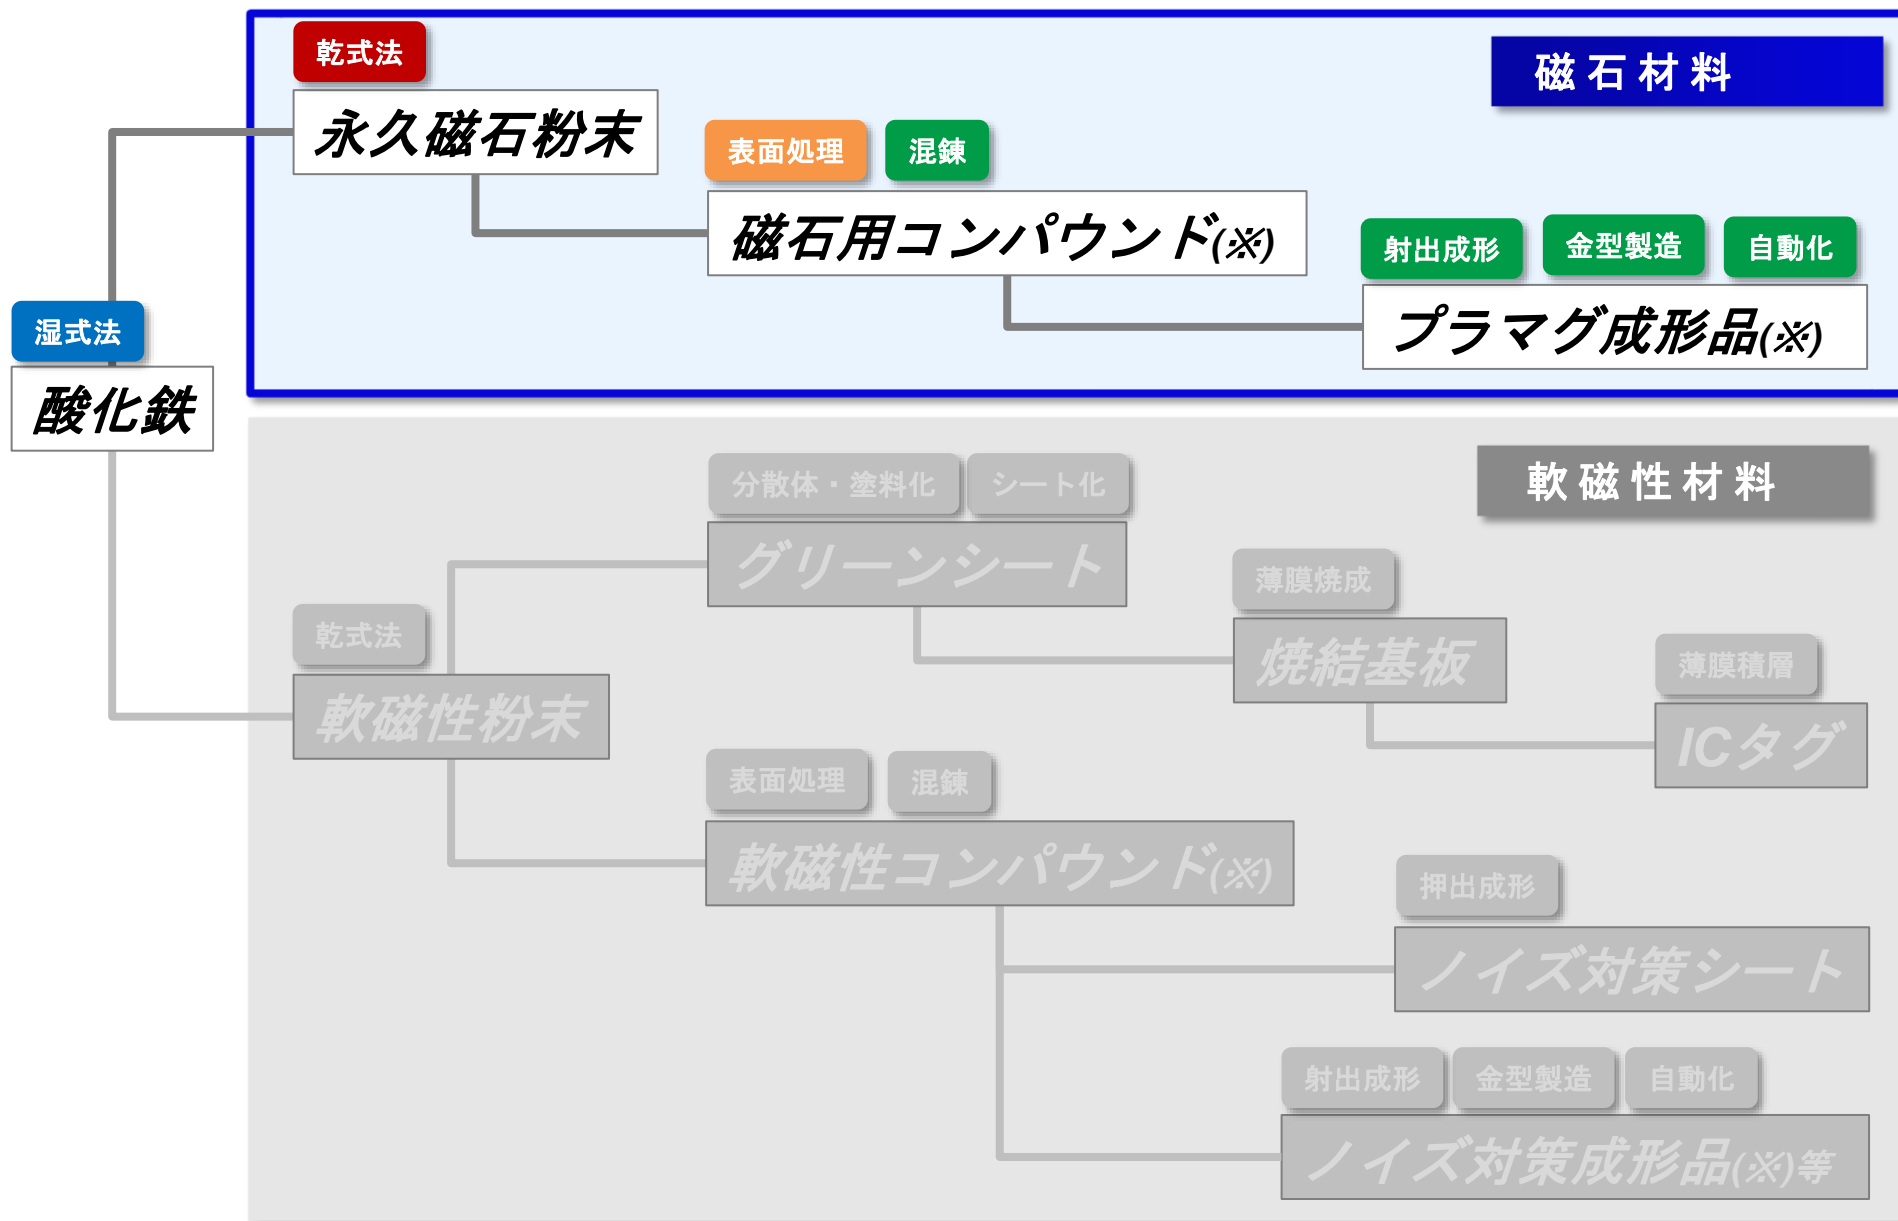 乾式法
磁石材料
永久磁石粉末
表面処理
混錬
磁石用コンパウンド(※)
射出成形
金型製造
自動化
プラマグ成形品(※)
湿式法
酸化鉄
軟磁性材料
分散体・塗料化
シート化
グリーンシート
薄膜焼成
焼結基板
乾式法
軟磁性粉末
薄膜積層
ICタグ
表面処理
混錬
軟磁性コンパウンド(※)
押出成形
ノイズ対策シート
射出成形
金型製造
自動化
ノイズ対策成形品(※)等